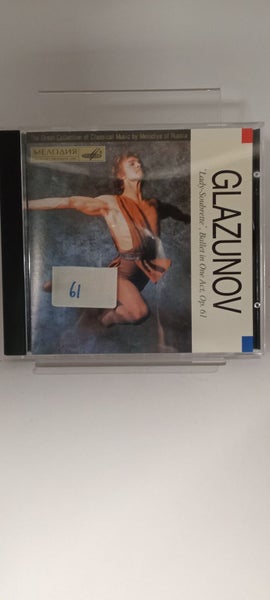 The Great Collection of Classical Music by Melodiya of Russia
МЕЛОДИЯ
61
GLAZUNOV
'Lady-Soubrette', Ballet in One Act, Op. 61